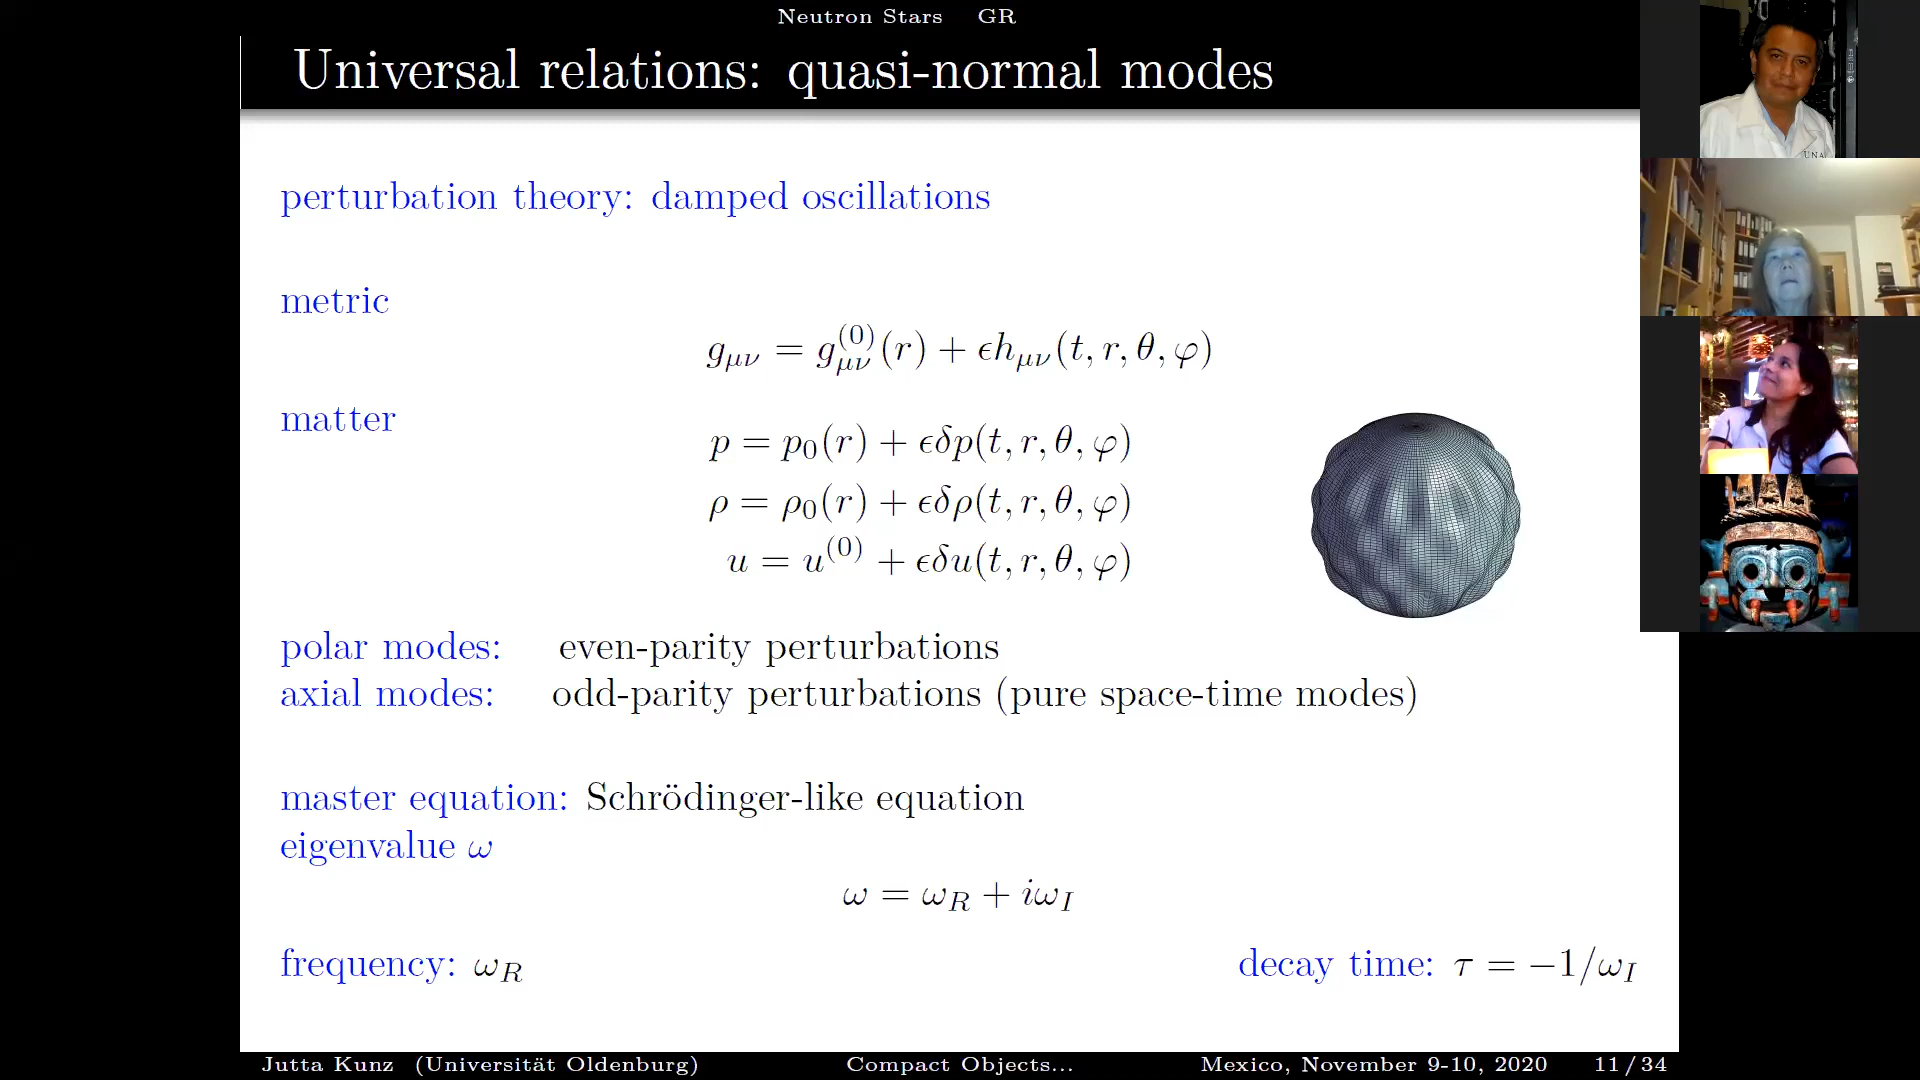 Neutron Stars GR
Universal relations: quasi-normal modes
perturbation theory: damped oscillations
metric
g_{μν} = g_{μν}^{(0)}(r) + ϵh_{μν}(t, r, θ, φ)
matter
p = p_0(r) + ϵδp(t, r, θ, φ)
ρ = ρ_0(r) + ϵδρ(t, r, θ, φ)
u = u^{(0)} + ϵδu(t, r, θ, φ)
polar modes: even-parity perturbations
axial modes: odd-parity perturbations (pure space-time modes)
master equation: Schrödinger-like equation
eigenvalue ω
ω = ω_R + iω_I
frequency: ω_R decay time: τ = −1/ω_I
Jutta Kunz (Universität Oldenburg) Compact Objects... Mexico, November 9-10, 2020 11 / 34
UNA